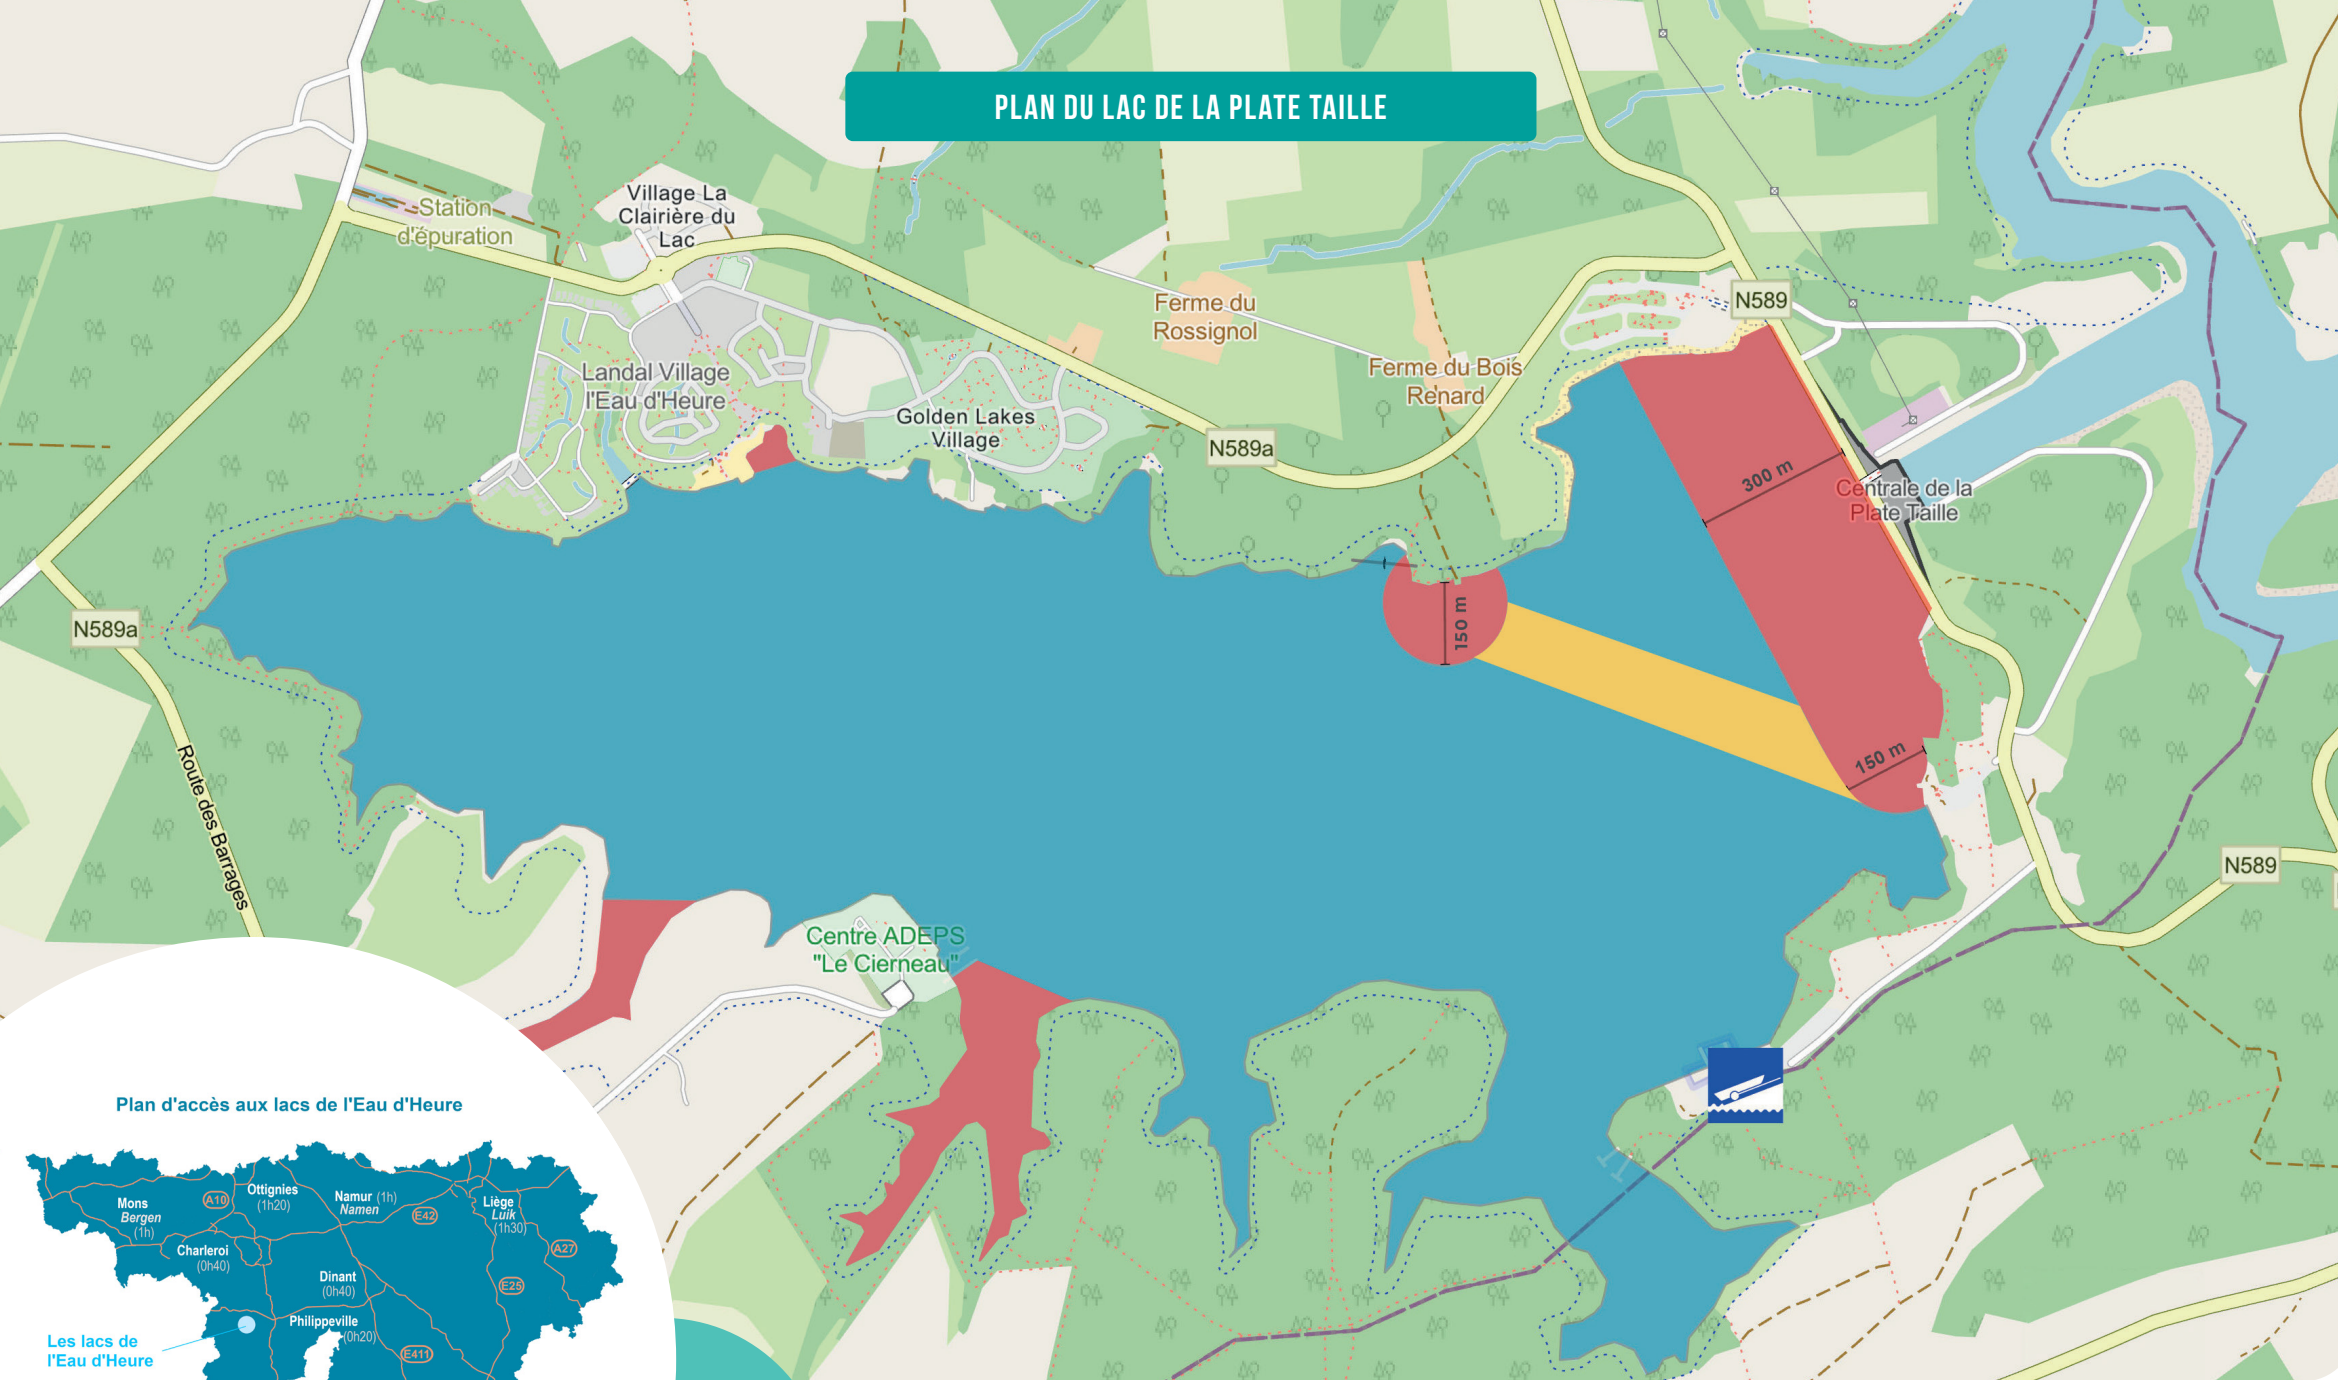 PLAN DU LAC DE LA PLATE TAILLE
Village La
Clairière du
Lac
Station
d'épuration
Ferme du
Rossignol
N589
Landal Village
l'Eau d'Heure
Ferme du Bois
Renard
Golden Lakes
Village
N589a
300 m
Centrale de la
Plate Taille
150 m
N589a
150 m
Route des Barrages
N589
Centre ADEPS
"Le Cierneau"
Plan d'accès aux lacs de l'Eau d'Heure
Mons
Bergen
(1h)
A10
Ottignies
(1h20)
Namur (1h)
Namen
E42
Liège
Luik
(1h30)
A27
Charleroi
(0h40)
Dinant
(0h40)
E25
Philippeville
(0h20)
E411
Les lacs de
l'Eau d'Heure